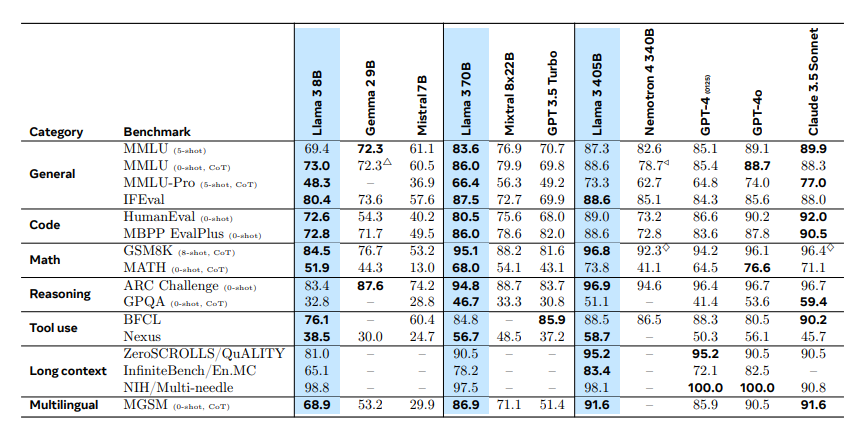 Category Benchmark Llama 3 8B Gemma 2 9B Mistral 7B Llama 3 70B Mixtral 8x22B GPT 3.5 Turbo Llama 3 405B Nemotron 4 340B GPT-4 (0125) GPT-4o Claude 3.5 Sonnet
General
MMLU (5-shot) 69.4 72.3 61.1 83.6 76.9 70.7 87.3 82.6 85.1 89.1 89.9
MMLU (0-shot, CoT) 73.0 72.3△ 60.5 86.0 79.9 69.8 88.6 78.7◁ 85.4 88.7 88.3
MMLU-Pro (5-shot, CoT) 48.3 – 36.9 66.4 56.3 49.2 73.3 62.7 64.8 74.0 77.0
IFEval 80.4 73.6 57.6 87.5 72.7 69.9 88.6 85.1 84.3 85.6 88.0
Code
HumanEval (0-shot) 72.6 54.3 40.2 80.5 75.6 68.0 89.0 73.2 86.6 90.2 92.0
MBPP EvalPlus (0-shot) 72.8 71.7 49.5 86.0 78.6 82.0 88.6 72.8 83.6 87.8 90.5
Math
GSM8K (8-shot, CoT) 84.5 76.7 53.2 95.1 88.2 81.6 96.8 92.3◇ 94.2 96.1 96.4◇
MATH (0-shot, CoT) 51.9 44.3 13.0 68.0 54.1 43.1 73.8 41.1 64.5 76.6 71.1
Reasoning
ARC Challenge (0-shot) 83.4 87.6 74.2 94.8 88.7 83.7 96.9 94.6 96.4 96.7 96.7
GPQA (0-shot, CoT) 32.8 – 28.8 46.7 33.3 30.8 51.1 – 41.4 53.6 59.4
Tool use
BFCL 76.1 – 60.4 84.8 – 85.9 88.5 86.5 88.3 80.5 90.2
Nexus 38.5 30.0 24.7 56.7 48.5 37.2 58.7 – 50.3 56.1 45.7
Long context
ZeroSCROLLS/QuALITY 81.0 – – 90.5 – – 95.2 – 95.2 90.5 90.5
InfiniteBench/En.MC 65.1 – – 78.2 – – 83.4 – 72.1 82.5 –
NIH/Multi-needle 98.8 – – 97.5 – – 98.1 – 100.0 100.0 90.8
Multilingual
MGSM (0-shot, CoT) 68.9 53.2 29.9 86.9 71.1 51.4 91.6 – 85.9 90.5 91.6